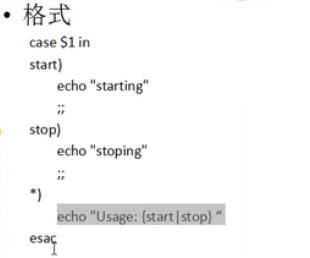 • 格式
case $1 in
start)
echo "starting"
;;
stop)
echo "stoping"
;;
*)
echo "Usage: {start|stop} “
esac